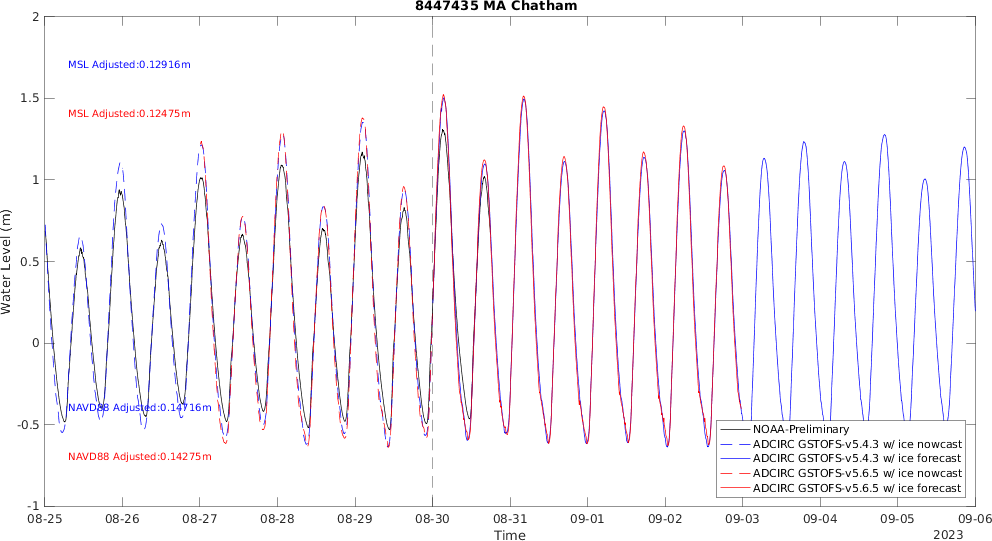 8447435 MA Chatham
2
MSL Adjusted:0.12916m
1.5
MSL Adjusted:0.12475m
1
0.5
Water Level (m)
0
NAVD88 Adjusted:0.14716m
-0.5
NAVD88 Adjusted:0.14275m
-1
NOAA-Preliminary
ADCIRC GSTOFS-v5.4.3 w/ ice nowcast
ADCIRC GSTOFS-v5.4.3 w/ ice forecast
ADCIRC GSTOFS-v5.6.5 w/ ice nowcast
ADCIRC GSTOFS-v5.6.5 w/ ice forecast
08-25 08-26 08-27 08-28 08-29 08-30 08-31 09-01 09-02 09-03 09-04 09-05 09-06
Time
2023